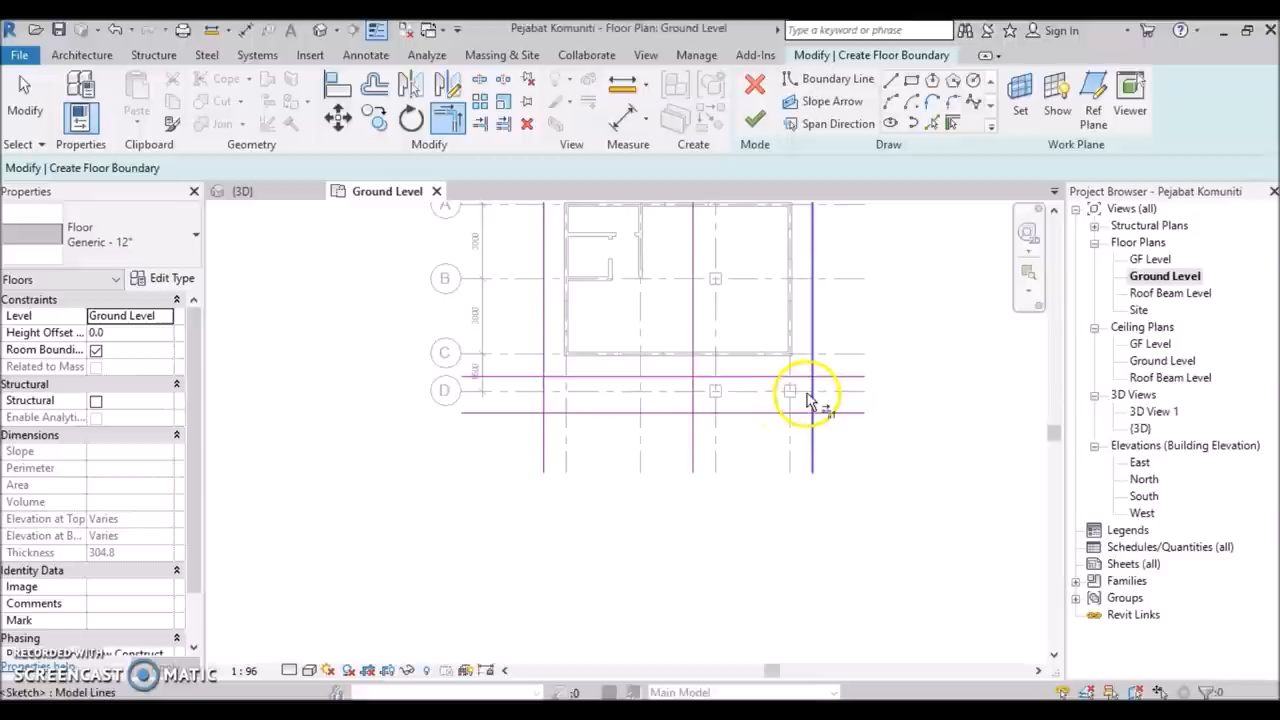 Pejabat Komuniti - Floor Plan: Ground Level
Type a keyword or phrase
Sign In
File Architecture Structure Steel Systems Insert Annotate Analyze Massing & Site Collaborate View Manage Add-Ins Modify | Create Floor Boundary
Modify
Properties
Paste
Cope
Cut
Join
Boundary Line
Slope Arrow
Span Direction
Set
Show
Ref Plane
Viewer
Select Properties Clipboard Geometry Modify View Measure Create Mode Draw Work Plane
Modify | Create Floor Boundary
Properties
{3D}
Ground Level
Project Browser - Pejabat Komuniti
Floor
Generic - 12"
Floors
Edit Type
Constraints
Level Ground Level
Height Offset ... 0.0
Room Boundi...
Related to Mass
Structural
Structural
Enable Analyti...
Dimensions
Slope
Perimeter
Area
Volume
Elevation at Top Varies
Elevation at B... Varies
Thickness 304.8
Identity Data
Image
Comments
Mark
Phasing
Properties help
RECORDED WITH
SCREENCAST MATIC
A
B
C
D
3000
Views (all)
Structural Plans
Floor Plans
GF Level
Ground Level
Roof Beam Level
Site
Ceiling Plans
GF Level
Ground Level
Roof Beam Level
3D Views
3D View 1
{3D}
Elevations (Building Elevation)
East
North
South
West
Legends
Schedules/Quantities (all)
Sheets (all)
Families
Groups
Revit Links
1 : 96
<Sketch> : Model Lines
:0
Main Model
:0